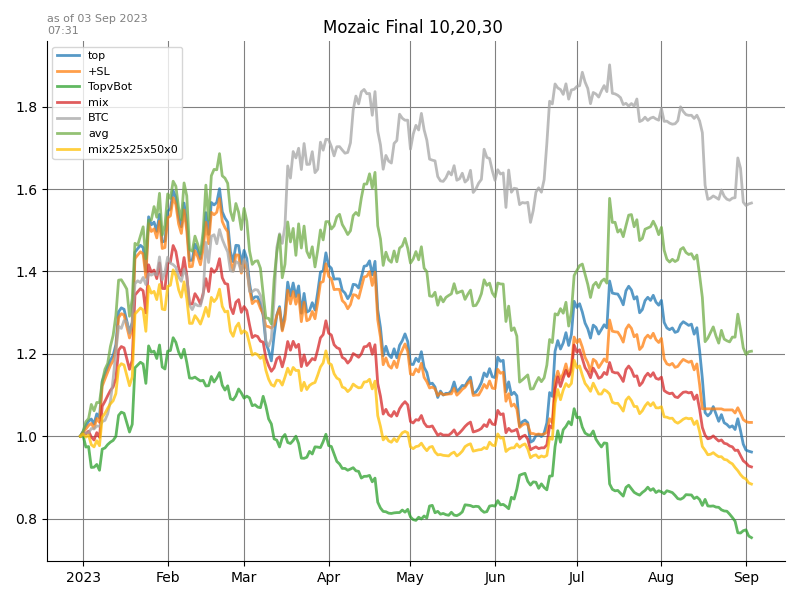 as of 03 Sep 2023
07:31
Mozaic Final 10,20,30
top
+SL
TopvBot
mix
BTC
avg
mix25x25x50x0
1.8
1.6
1.4
1.2
1.0
0.8
2023 Feb Mar Apr May Jun Jul Aug Sep